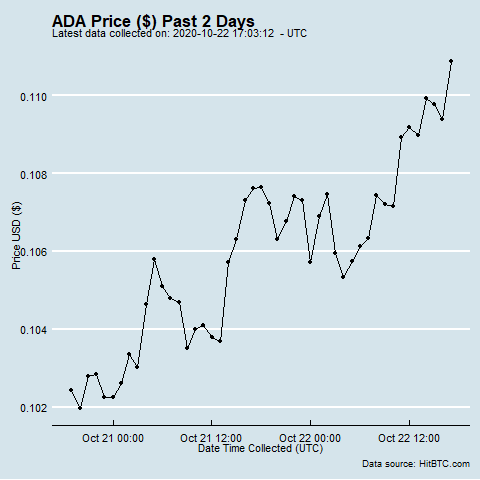 ADA Price ($) Past 2 Days
Latest data collected on: 2020-10-22 17:03:12 - UTC
0.110
0.108
0.106
0.104
0.102
Price USD ($)
Oct 21 00:00 Oct 21 12:00 Oct 22 00:00 Oct 22 12:00
Date Time Collected (UTC)
Data source: HitBTC.com